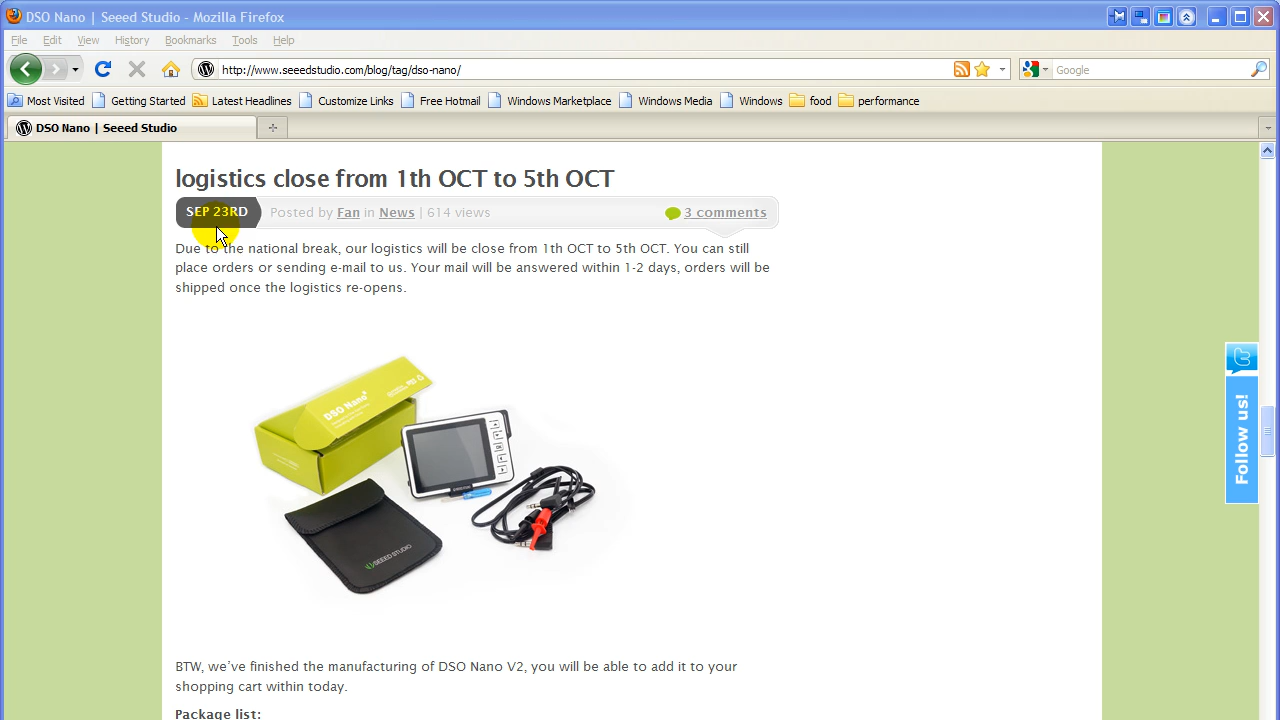 DSO Nano | Seeed Studio - Mozilla Firefox
File Edit View History Bookmarks Tools Help
http://www.seeedstudio.com/blog/tag/dso-nano/
Google
Most Visited Getting Started Latest Headlines Customize Links Free Hotmail Windows Marketplace Windows Media Windows food performance
DSO Nano | Seeed Studio
logistics close from 1th OCT to 5th OCT
SEP 23RD Posted by Fan in News | 614 views 3 comments
Due to the national break, our logistics will be close from 1th OCT to 5th OCT. You can still
place orders or sending e-mail to us. Your mail will be answered within 1-2 days, orders will be
shipped once the logistics re-opens.
DSO Nano
SEEED STUDIO
Follow us!
BTW, we've finished the manufacturing of DSO Nano V2, you will be able to add it to your
shopping cart within today.
Package list: